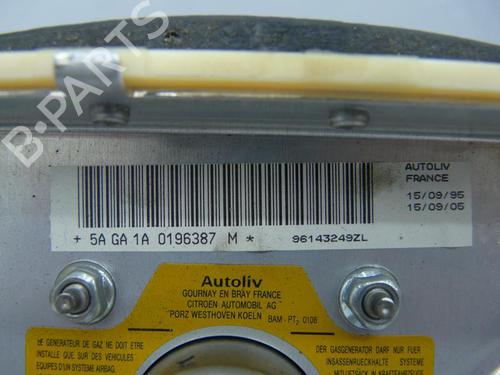 B-PARTS
AUTOLIV
FRANCE
15/09/95
15/09/05
+ 5A GA 1A 0196387 M * 96143249ZL
Autoliv
GOURNAY EN BRAY FRANCE
CITROEN AUTOMOBIL AG
PORZ WESTHOVEN KOELN BAM - PT, 0108
LE GENERATEUR DE GAZ NE DOIT ETRE
INSTALLE QUE SUR DES VEHICULES
EQUIPES D'UN SYSTEME AIRBAG.
DER GASGENERATOR DARF NUR FUER
INSASSENRUECKHALTE SYSTEME
IN KRAFTFAHRZEUGEN